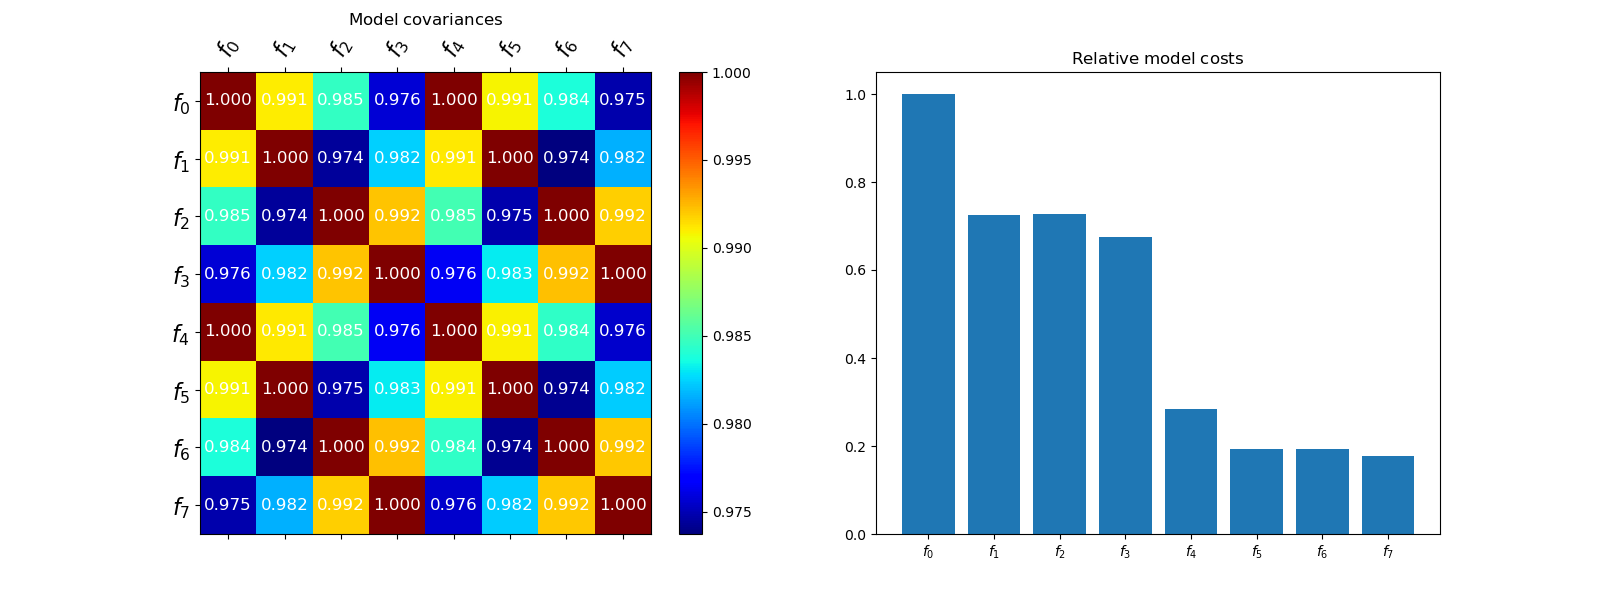 Model covariances
f0 f1 f2 f3 f4 f5 f6 f7
f0 1.000 0.991 0.985 0.976 1.000 0.991 0.984 0.975
f1 0.991 1.000 0.974 0.982 0.991 1.000 0.974 0.982
f2 0.985 0.974 1.000 0.992 0.985 0.975 1.000 0.992
f3 0.976 0.982 0.992 1.000 0.976 0.983 0.992 1.000
f4 1.000 0.991 0.985 0.976 1.000 0.991 0.984 0.976
f5 0.991 1.000 0.975 0.983 0.991 1.000 0.974 0.982
f6 0.984 0.974 1.000 0.992 0.984 0.974 1.000 0.992
f7 0.975 0.982 0.992 1.000 0.976 0.982 0.992 1.000
1.000
0.995
0.990
0.985
0.980
0.975
Relative model costs
1.0
0.8
0.6
0.4
0.2
0.0
f0 f1 f2 f3 f4 f5 f6 f7